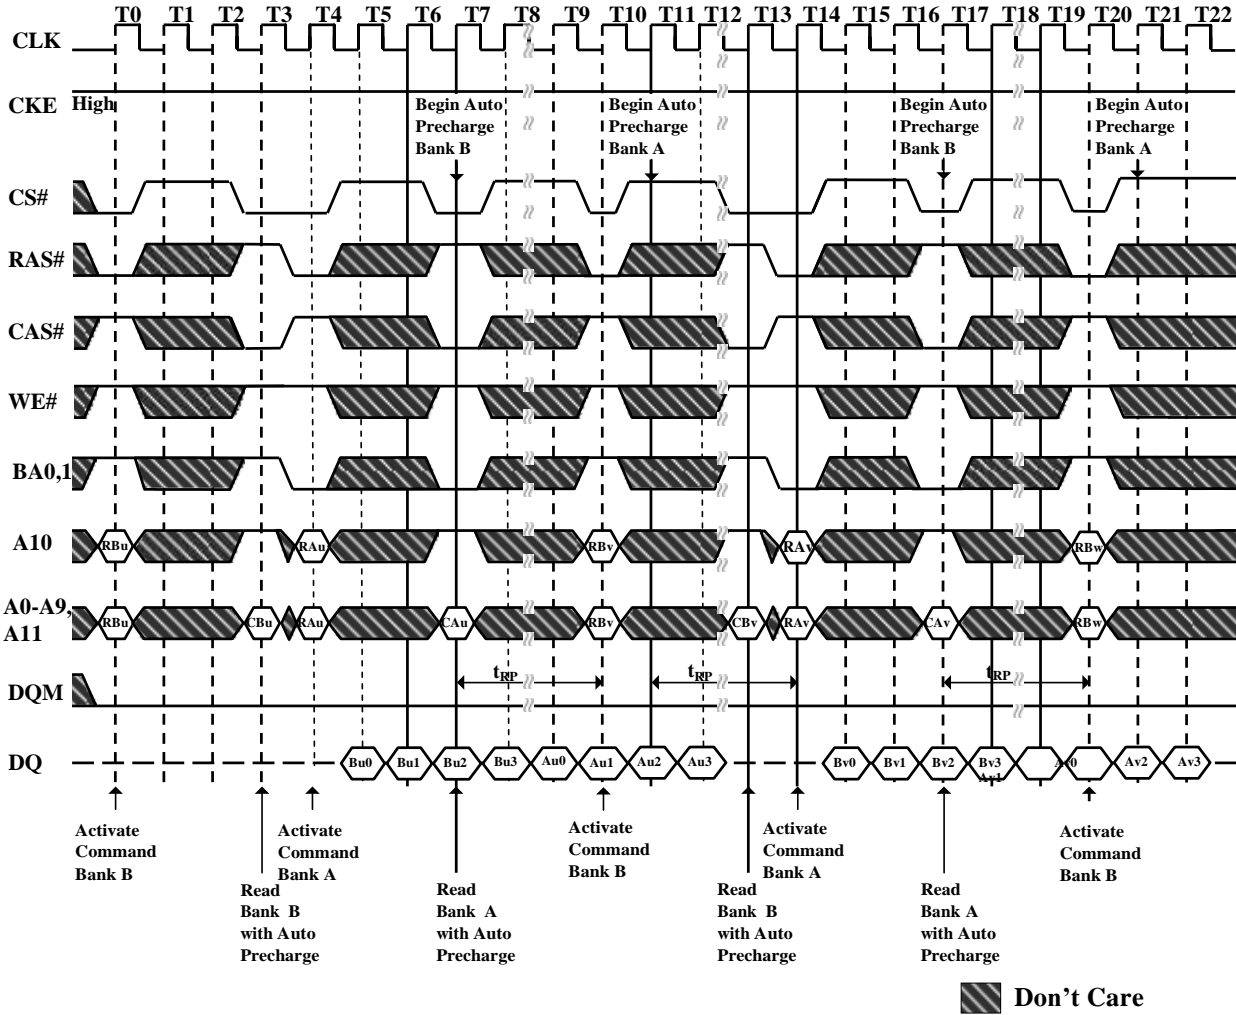 T0 T1 T2 T3 T4 T5 T6 T7 T8 T9 T10 T11 T12 T13 T14 T15 T16 T17 T18 T19 T20 T21 T22
CLK
CKE High
Begin Auto
Precharge
Bank B
Begin Auto
Precharge
Bank A
Begin Auto
Precharge
Bank B
Begin Auto
Precharge
Bank A
CS#
RAS#
CAS#
WE#
BA0,1
A10 RBu RAu RBv RAv RBw
A0-A9,
A11
RBu CBu RAu CAu RBv CBv RAv CAv RBw
DQM tRP tRP tRP
DQ Bu0 Bu1 Bu2 Bu3 Au0 Au1 Au2 Au3 Bv0 Bv1 Bv2 Bv3 Av0 Av2 Av3
Av1
Activate
Command
Bank B
Activate
Command
Bank A
Activate
Command
Bank B
Activate
Command
Bank A
Activate
Command
Bank B
Read
Bank B
with Auto
Precharge
Read
Bank A
with Auto
Precharge
Read
Bank B
with Auto
Precharge
Read
Bank A
with Auto
Precharge
Don't Care